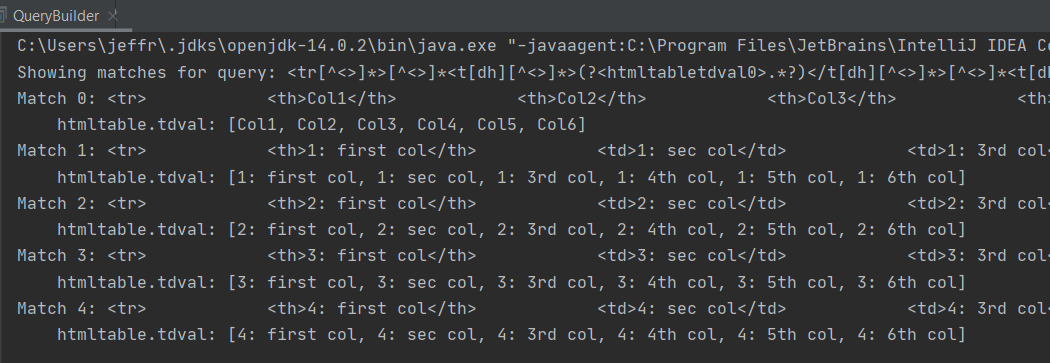 QueryBuilder ×
C:\Users\jeffr\.jdks\openjdk-14.0.2\bin\java.exe "-javaagent:C:\Program Files\JetBrains\IntelliJ IDEA Co
Showing matches for query: <tr[^<>]*>[^<>]*<t[dh][^<>]*>(?<htmltabletdval0>.*?)</t[dh][^<>]*>[^<>]*<t[dh
Match 0: <tr>            <th>Col1</th>            <th>Col2</th>            <th>Col3</th>            <th>
    htmltable.tdval: [Col1, Col2, Col3, Col4, Col5, Col6]
Match 1: <tr>            <th>1: first col</th>            <td>1: sec col</td>            <td>1: 3rd col<
    htmltable.tdval: [1: first col, 1: sec col, 1: 3rd col, 1: 4th col, 1: 5th col, 1: 6th col]
Match 2: <tr>            <th>2: first col</th>            <td>2: sec col</td>            <td>2: 3rd col<
    htmltable.tdval: [2: first col, 2: sec col, 2: 3rd col, 2: 4th col, 2: 5th col, 2: 6th col]
Match 3: <tr>            <th>3: first col</th>            <td>3: sec col</td>            <td>3: 3rd col<
    htmltable.tdval: [3: first col, 3: sec col, 3: 3rd col, 3: 4th col, 3: 5th col, 3: 6th col]
Match 4: <tr>            <th>4: first col</th>            <td>4: sec col</td>            <td>4: 3rd col<
    htmltable.tdval: [4: first col, 4: sec col, 4: 3rd col, 4: 4th col, 4: 5th col, 4: 6th col]